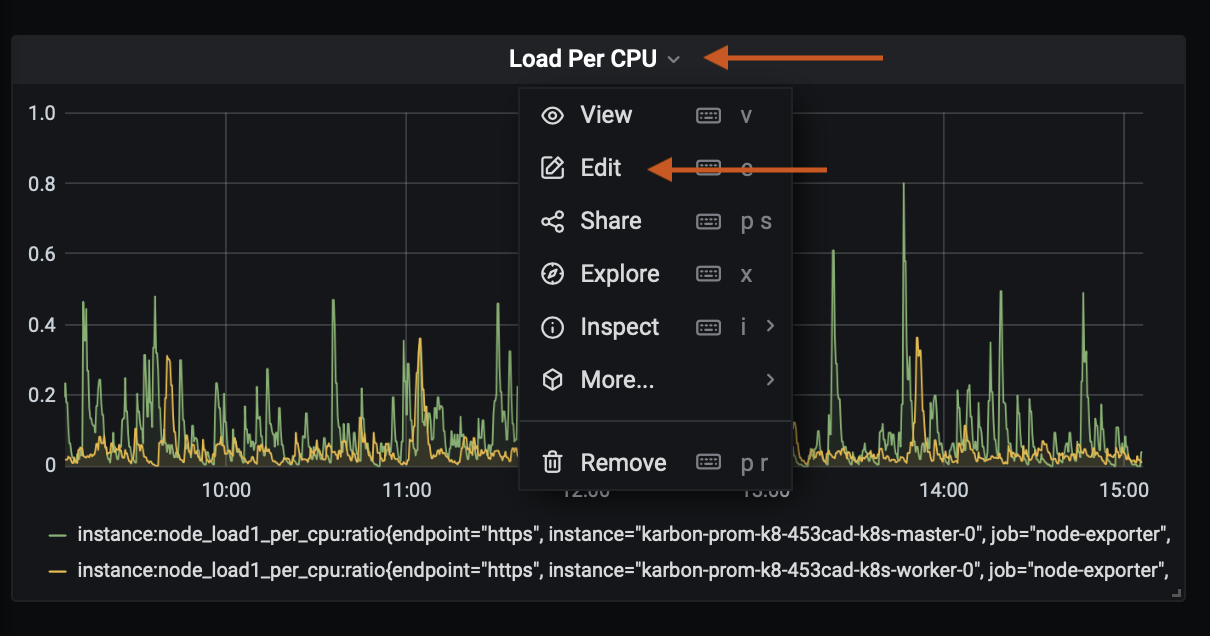 Load Per CPU
1.0
View v
0.8
Edit
Share p s
0.6
Explore x
0.4
Inspect i
More...
0.2
Remove p r
0
10:00 11:00 12:00 13:00 14:00 15:00
instance:node_load1_per_cpu:ratio{endpoint="https", instance="karbon-prom-k8-453cad-k8s-master-0", job="node-exporter",
instance:node_load1_per_cpu:ratio{endpoint="https", instance="karbon-prom-k8-453cad-k8s-worker-0", job="node-exporter",